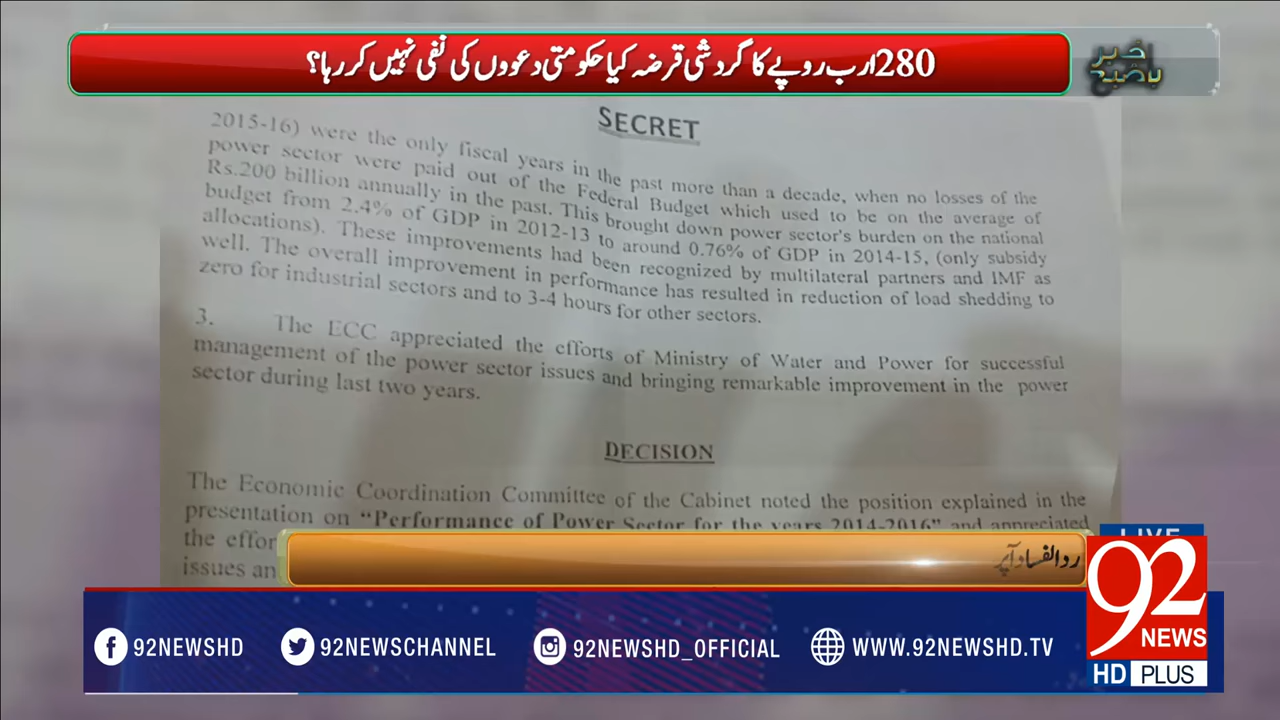 280 ارب روپے کا گردشی قرضہ کیا حکومتی دعووں کی نفی نہیں کر رہا؟
خبر
SECRET
2015-16) were the only fiscal years in the past more than a decade, when no losses of the
power sector were paid out of the Federal Budget which used to be on the average of
Rs.200 billion annually in the past. This brought down power sector's burden on the national
budget from 2.4% of GDP in 2012-13 to around 0.76% of GDP in 2014-15, (only subsidy
allocations). These improvements had been recognized by multilateral partners and IMF as
well. The overall improvement in performance has resulted in reduction of load shedding to
zero for industrial sectors and to 3-4 hours for other sectors.
3. The ECC appreciated the efforts of Ministry of Water and Power for successful
management of the power sector issues and bringing remarkable improvement in the power
sector during last two years.
DECISION
The Economic Coordination Committee of the Cabinet noted the position explained in the
presentation on “Performance of Power Sector for the years 2014-2016” and appreciated
the
issues
ردالفساد آپر
LIVE
92
NEWS
HD PLUS
92NEWSHD 92NEWSCHANNEL 92NEWSHD_OFFICIAL WWW.92NEWSHD.TV